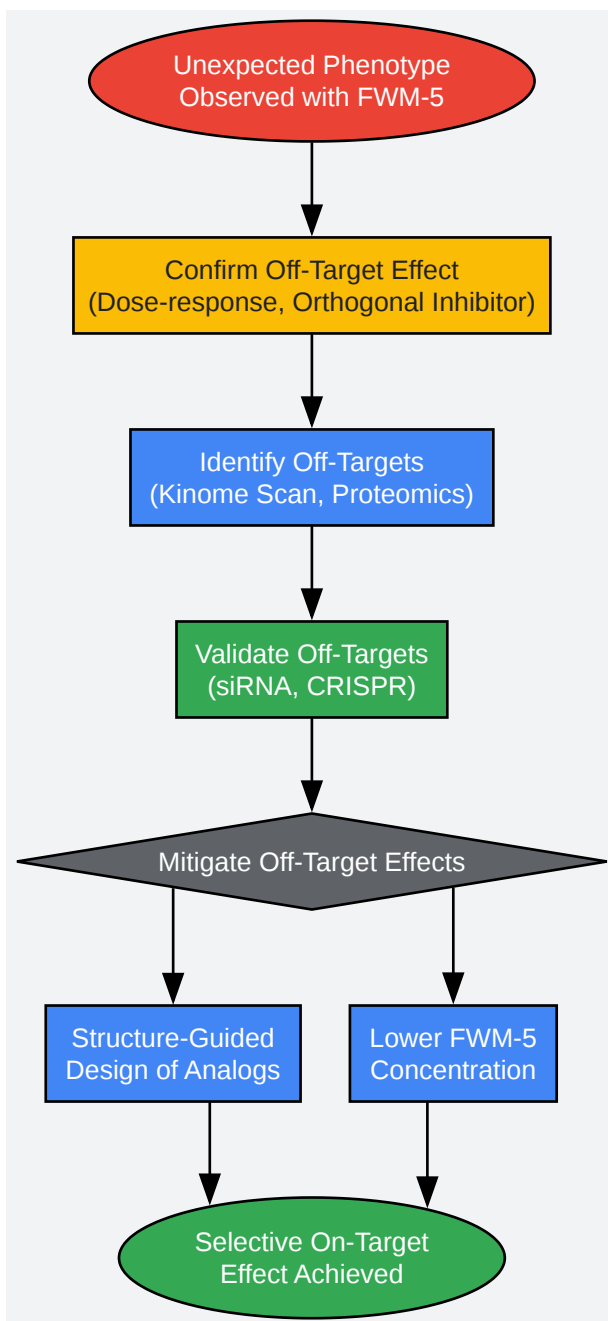 Unexpected Phenotype
Observed with FWM-5
Confirm Off-Target Effect
(Dose-response, Orthogonal Inhibitor)
Identify Off-Targets
(Kinome Scan, Proteomics)
Validate Off-Targets
(siRNA, CRISPR)
Mitigate Off-Target Effects
Structure-Guided
Design of Analogs
Lower FWM-5
Concentration
Selective On-Target
Effect Achieved